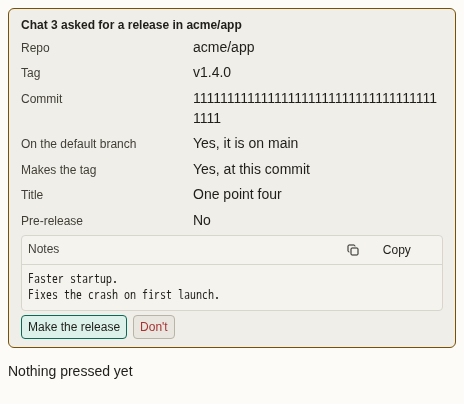 Chat 3 asked for a release in acme/app
Repo acme/app
Tag v1.4.0
Commit 111111111111111111111111111111111111
1111
On the default branch Yes, it is on main
Makes the tag Yes, at this commit
Title One point four
Pre-release No
Notes Copy
Faster startup.
Fixes the crash on first launch.
Make the release Don't
Nothing pressed yet